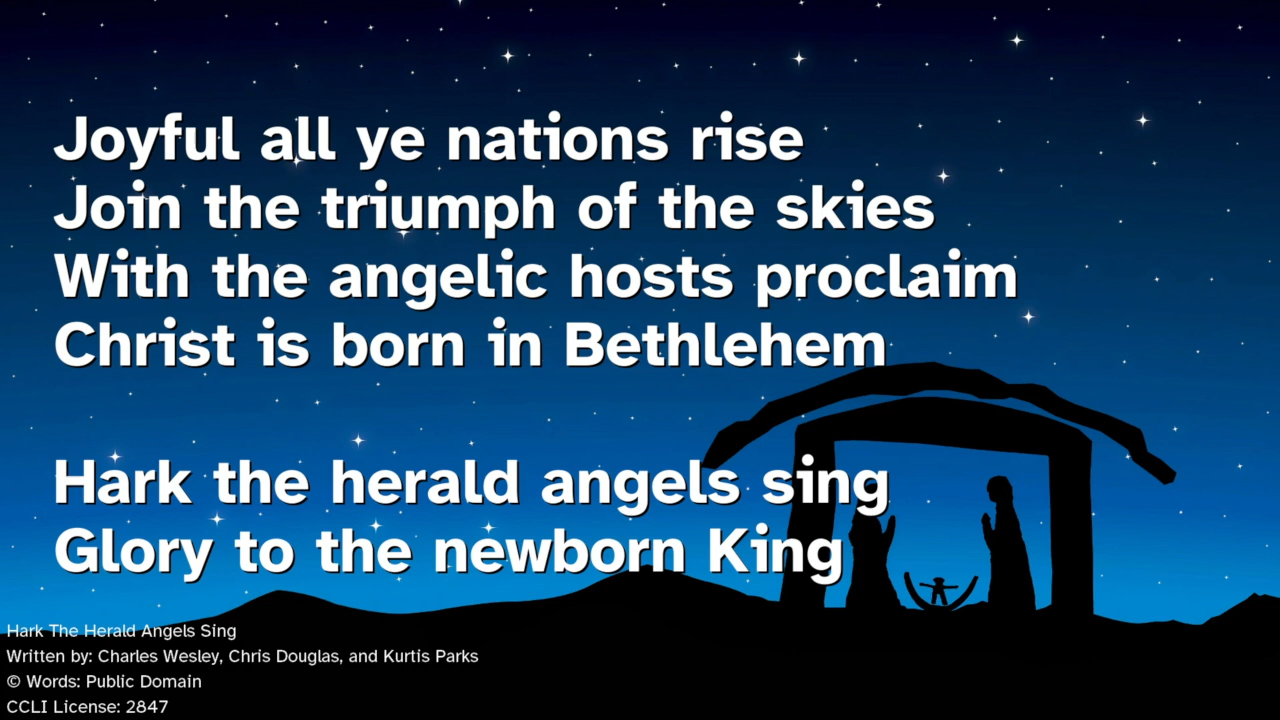 Joyful all ye nations rise
Join the triumph of the skies
With the angelic hosts proclaim
Christ is born in Bethlehem
Hark the herald angels sing
Glory to the newborn King
Hark The Herald Angels Sing
Written by: Charles Wesley, Chris Douglas, and Kurtis Parks
© Words: Public Domain
CCLI License: 2847